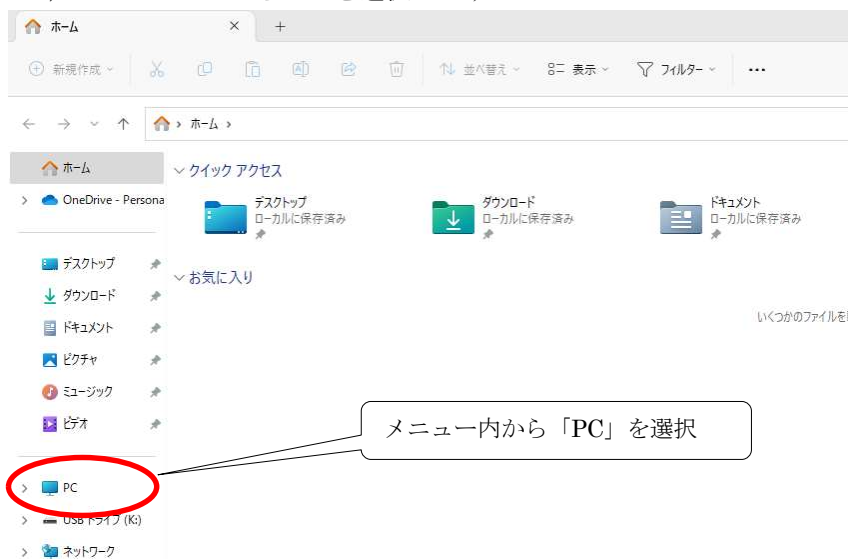 ホーム
新規作成
並べ替え
表示
フィルター
ホーム
ホーム
OneDrive - Persona
デスクトップ
ダウンロード
ドキュメント
ピクチャ
ミュージック
ビデオ
PC
USB ドライブ (K:)
ネットワーク
クイック アクセス
デスクトップ
ローカルに保存済み
ダウンロード
ローカルに保存済み
ドキュメント
ローカルに保存済み
お気に入り
いくつかのファイルを
メニュー内から「PC」を選択